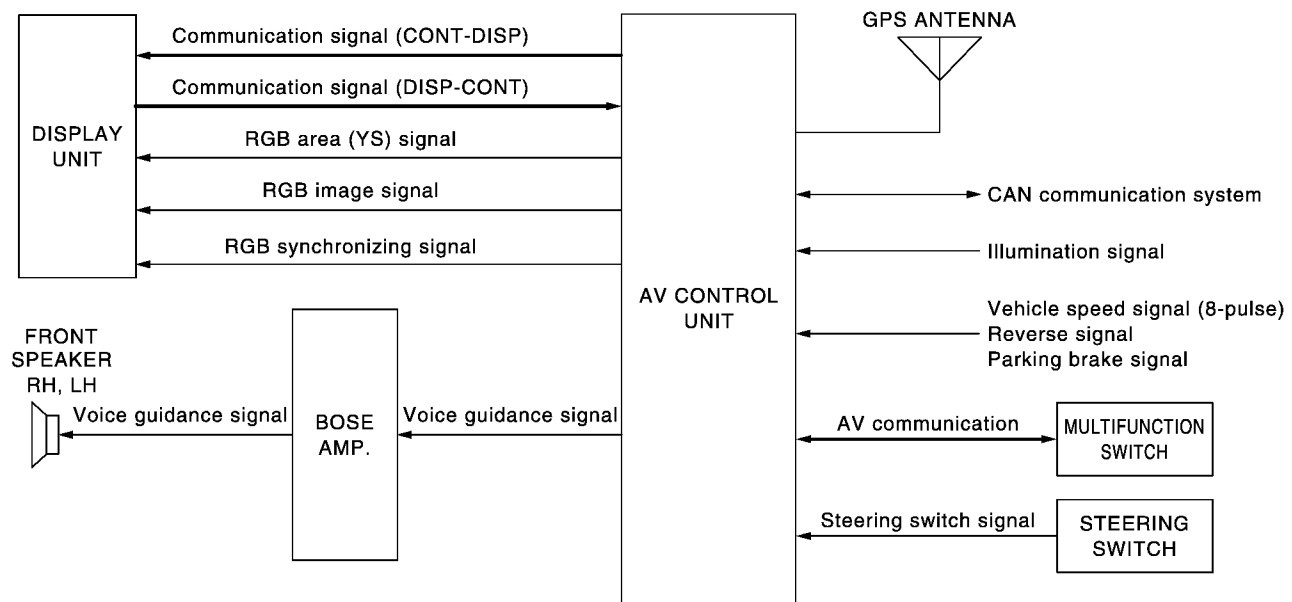 GPS ANTENNA
Communication signal (CONT-DISP)
Communication signal (DISP-CONT)
DISPLAY
UNIT
RGB area (YS) signal
RGB image signal
CAN communication system
RGB synchronizing signal
Illumination signal
AV CONTROL
UNIT
Vehicle speed signal (8-pulse)
Reverse signal
Parking brake signal
FRONT
SPEAKER
RH, LH
Voice guidance signal
BOSE
AMP.
Voice guidance signal
AV communication
MULTIFUNCTION
SWITCH
Steering switch signal
STEERING
SWITCH